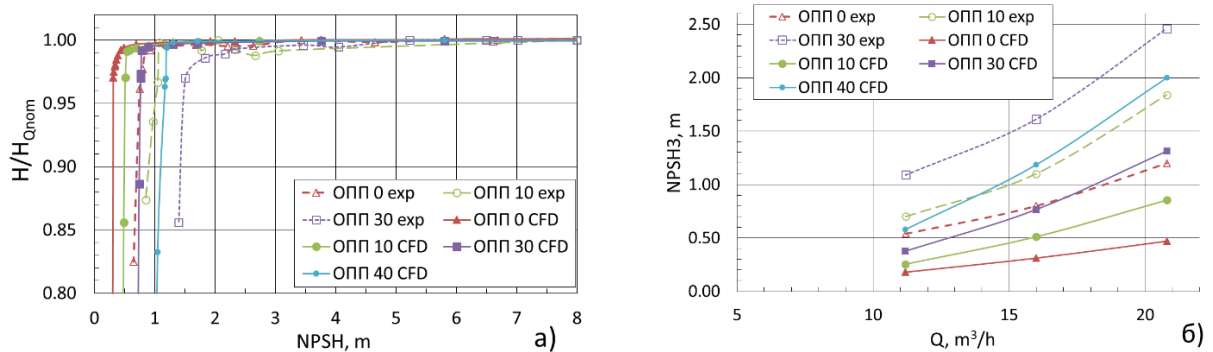 1.00
0.95
0.90
0.85
0.80
H/H_Qnom
ОПП 0 exp
ОПП 10 exp
ОПП 30 exp
ОПП 0 CFD
ОПП 10 CFD
ОПП 30 CFD
ОПП 40 CFD
0 1 2 3 4 5 6 7 8
NPSH, m
а)
2.50
2.00
1.50
1.00
0.50
0.00
NPSH3, m
ОПП 0 exp
ОПП 10 exp
ОПП 30 exp
ОПП 0 CFD
ОПП 10 CFD
ОПП 30 CFD
ОПП 40 CFD
5 10 15 20
Q, m³/h
б)